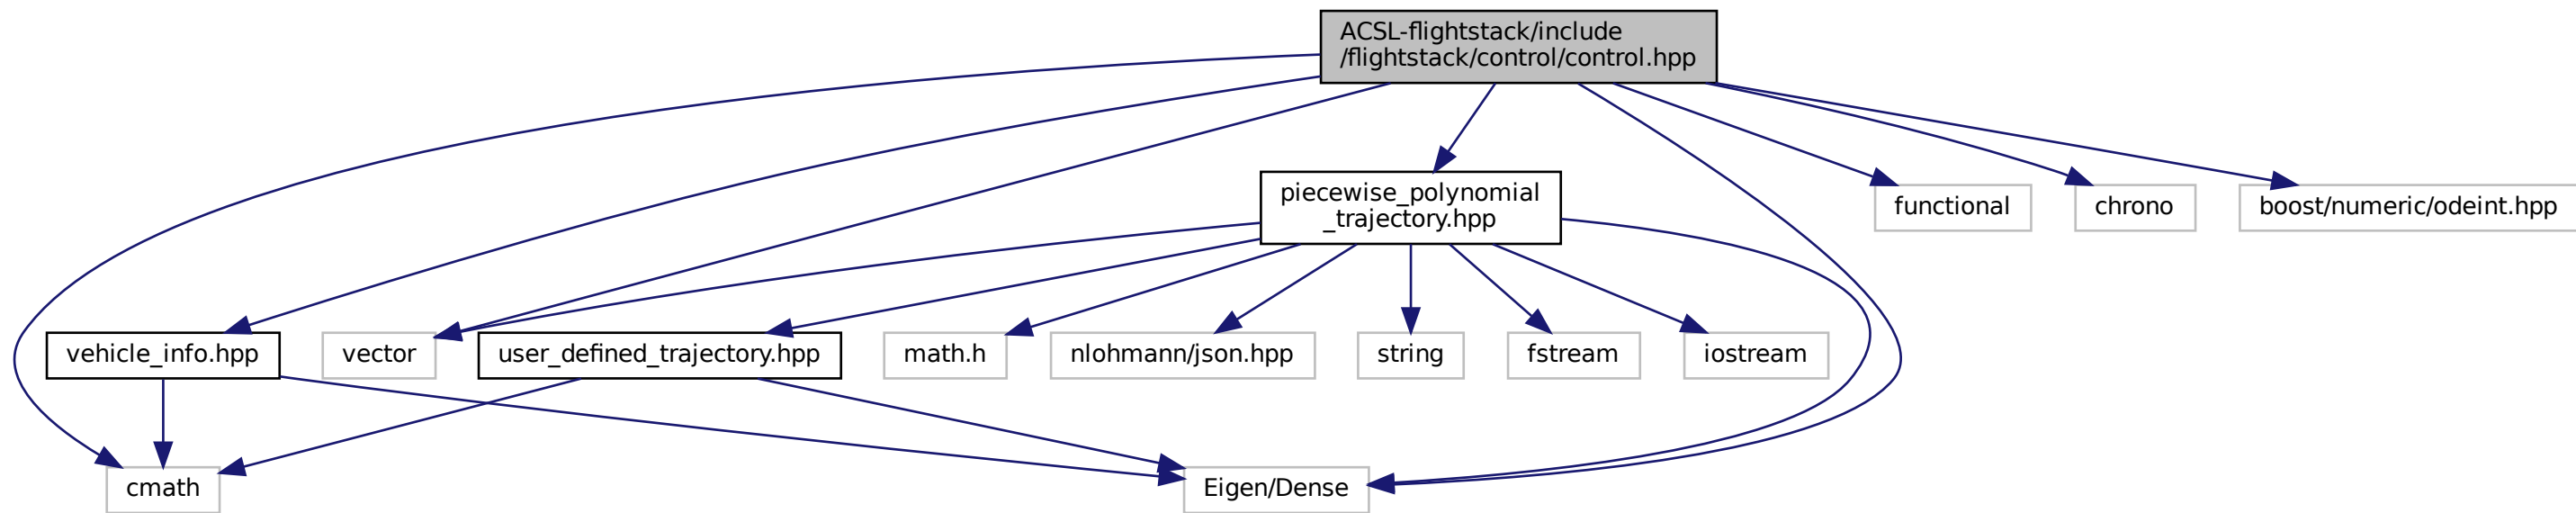 ACSL-flightstack/include
/flightstack/control/control.hpp
piecewise_polynomial
_trajectory.hpp
functional
chrono
boost/numeric/odeint.hpp
vehicle_info.hpp
vector
user_defined_trajectory.hpp
math.h
nlohmann/json.hpp
string
fstream
iostream
cmath
Eigen/Dense